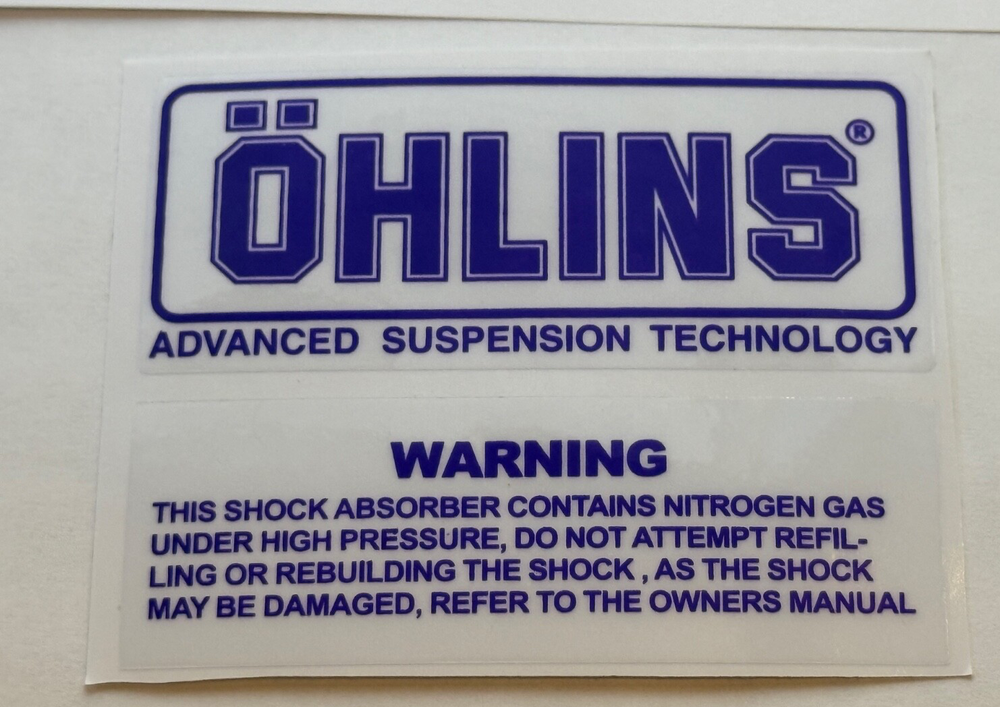 ÖHLINS®
ADVANCED SUSPENSION TECHNOLOGY
WARNING
THIS SHOCK ABSORBER CONTAINS NITROGEN GAS
UNDER HIGH PRESSURE, DO NOT ATTEMPT REFIL-
LING OR REBUILDING THE SHOCK , AS THE SHOCK
MAY BE DAMAGED, REFER TO THE OWNERS MANUAL